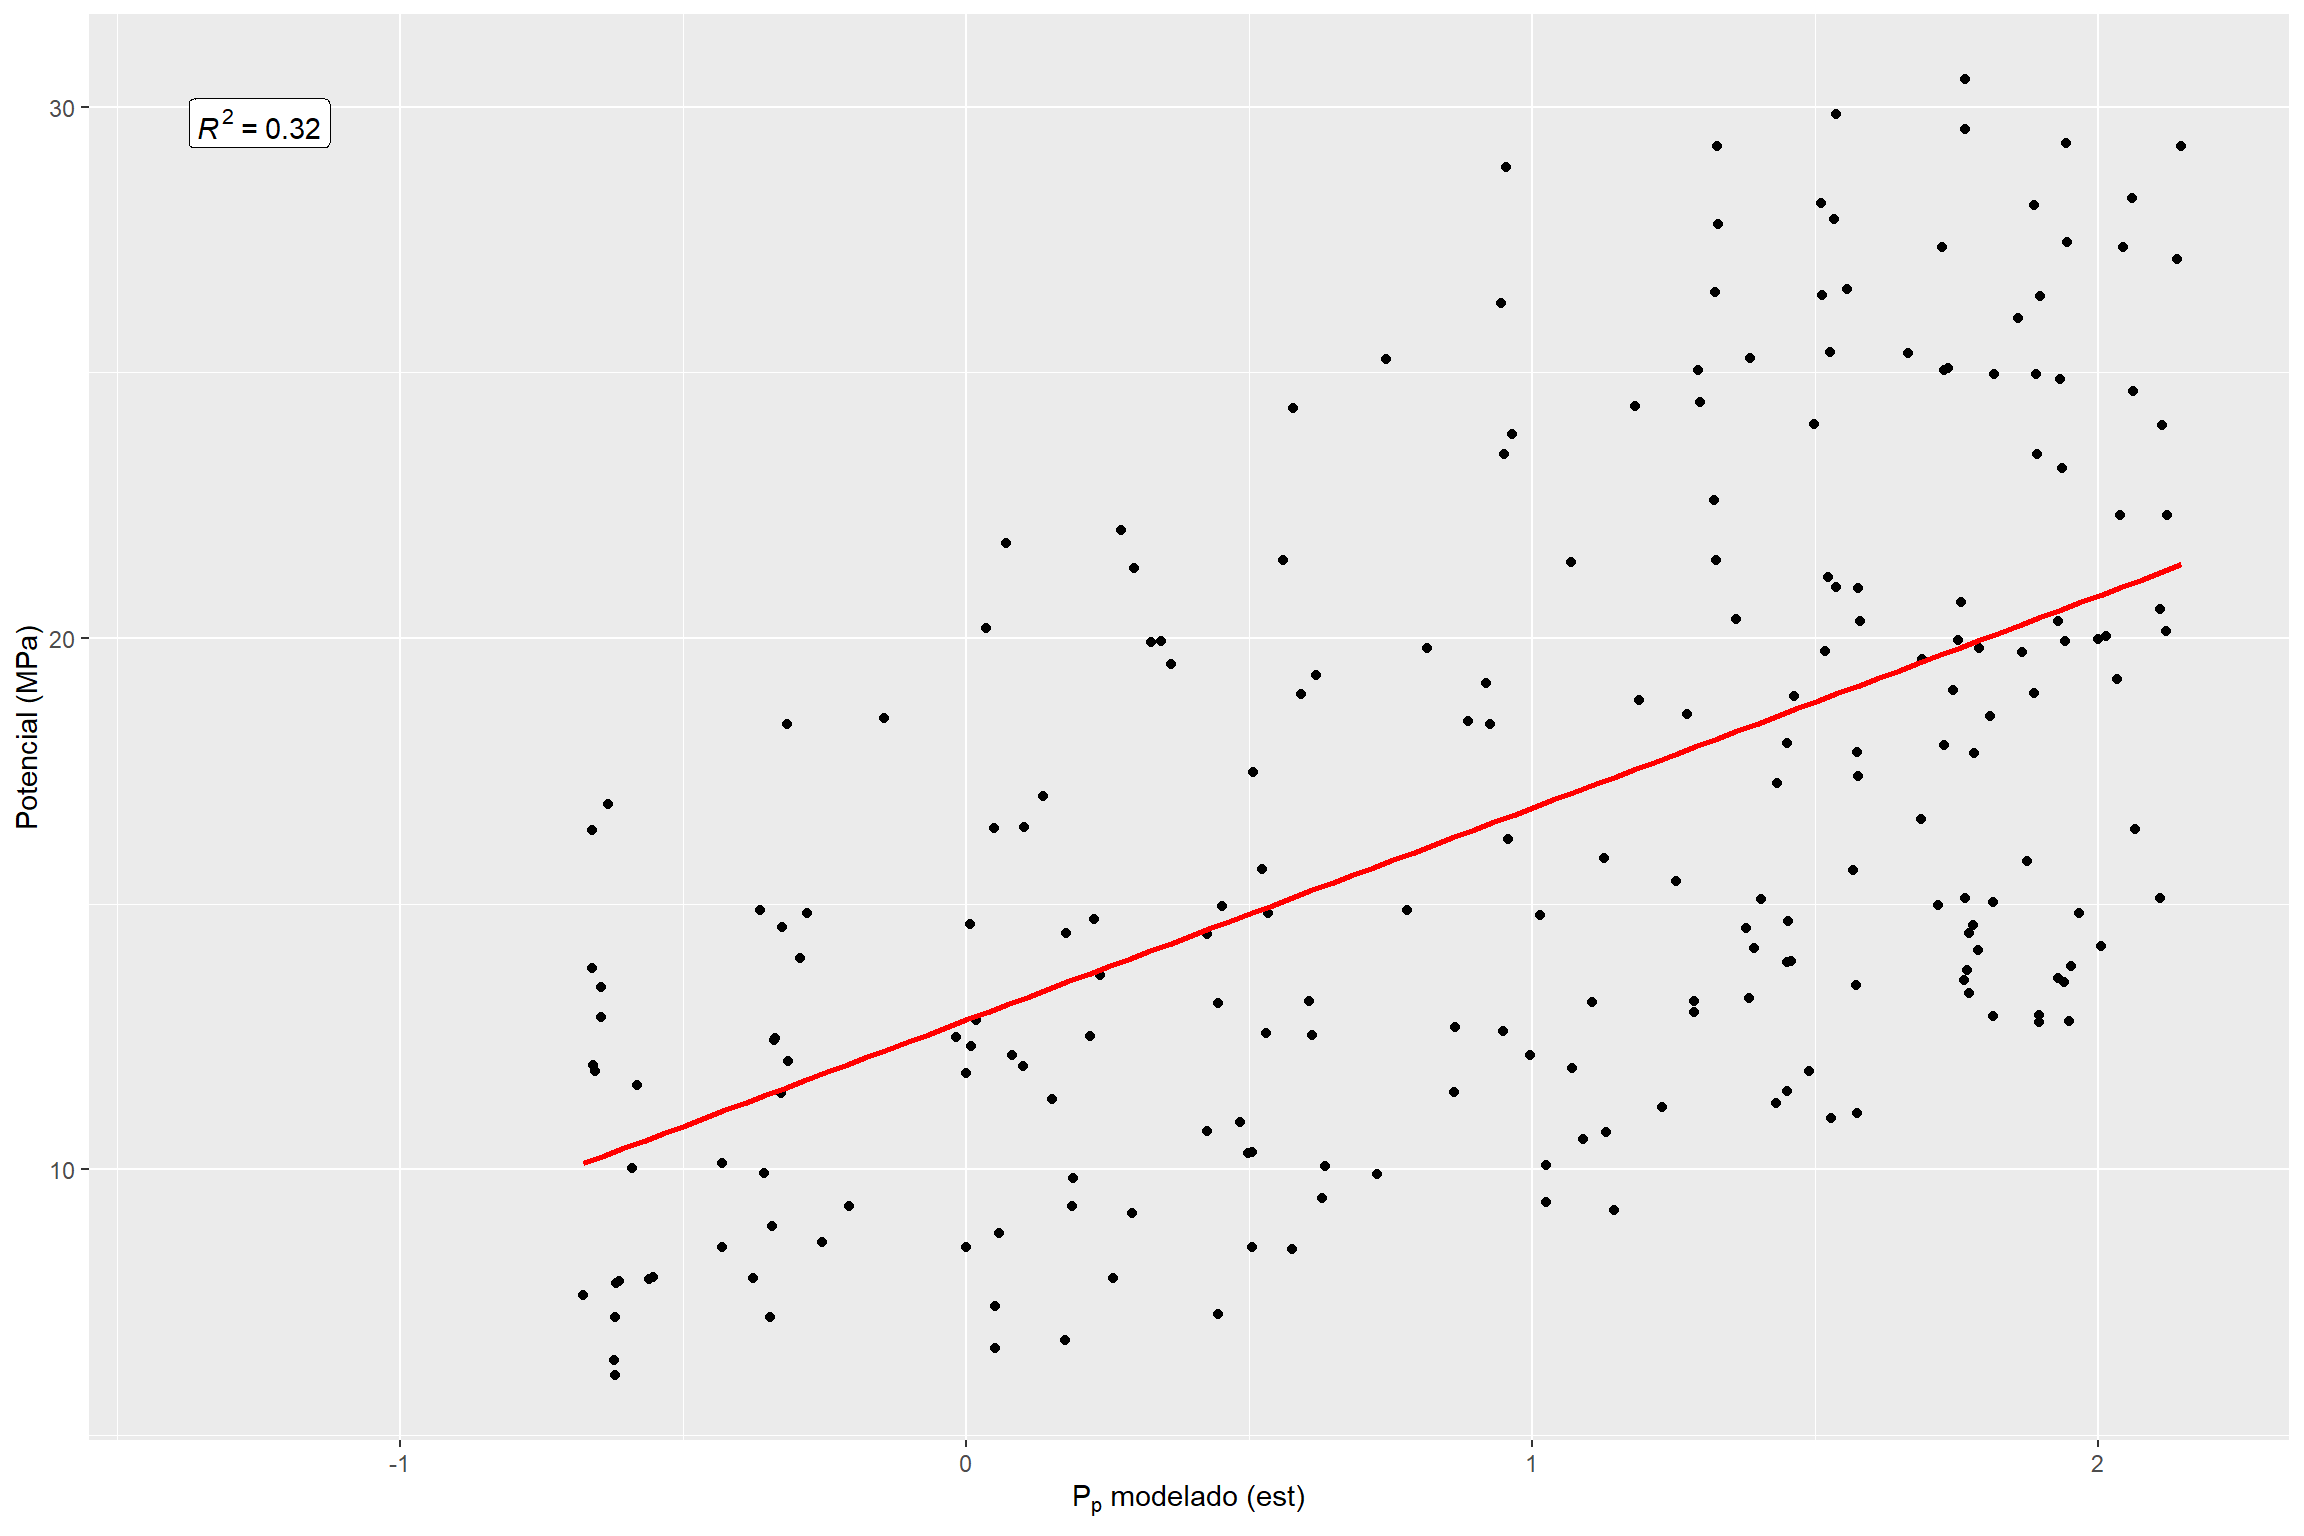 R² = 0.32
30
20
10
Potencial (MPa)
-1
0
1
2
Pₚ modelado (est)